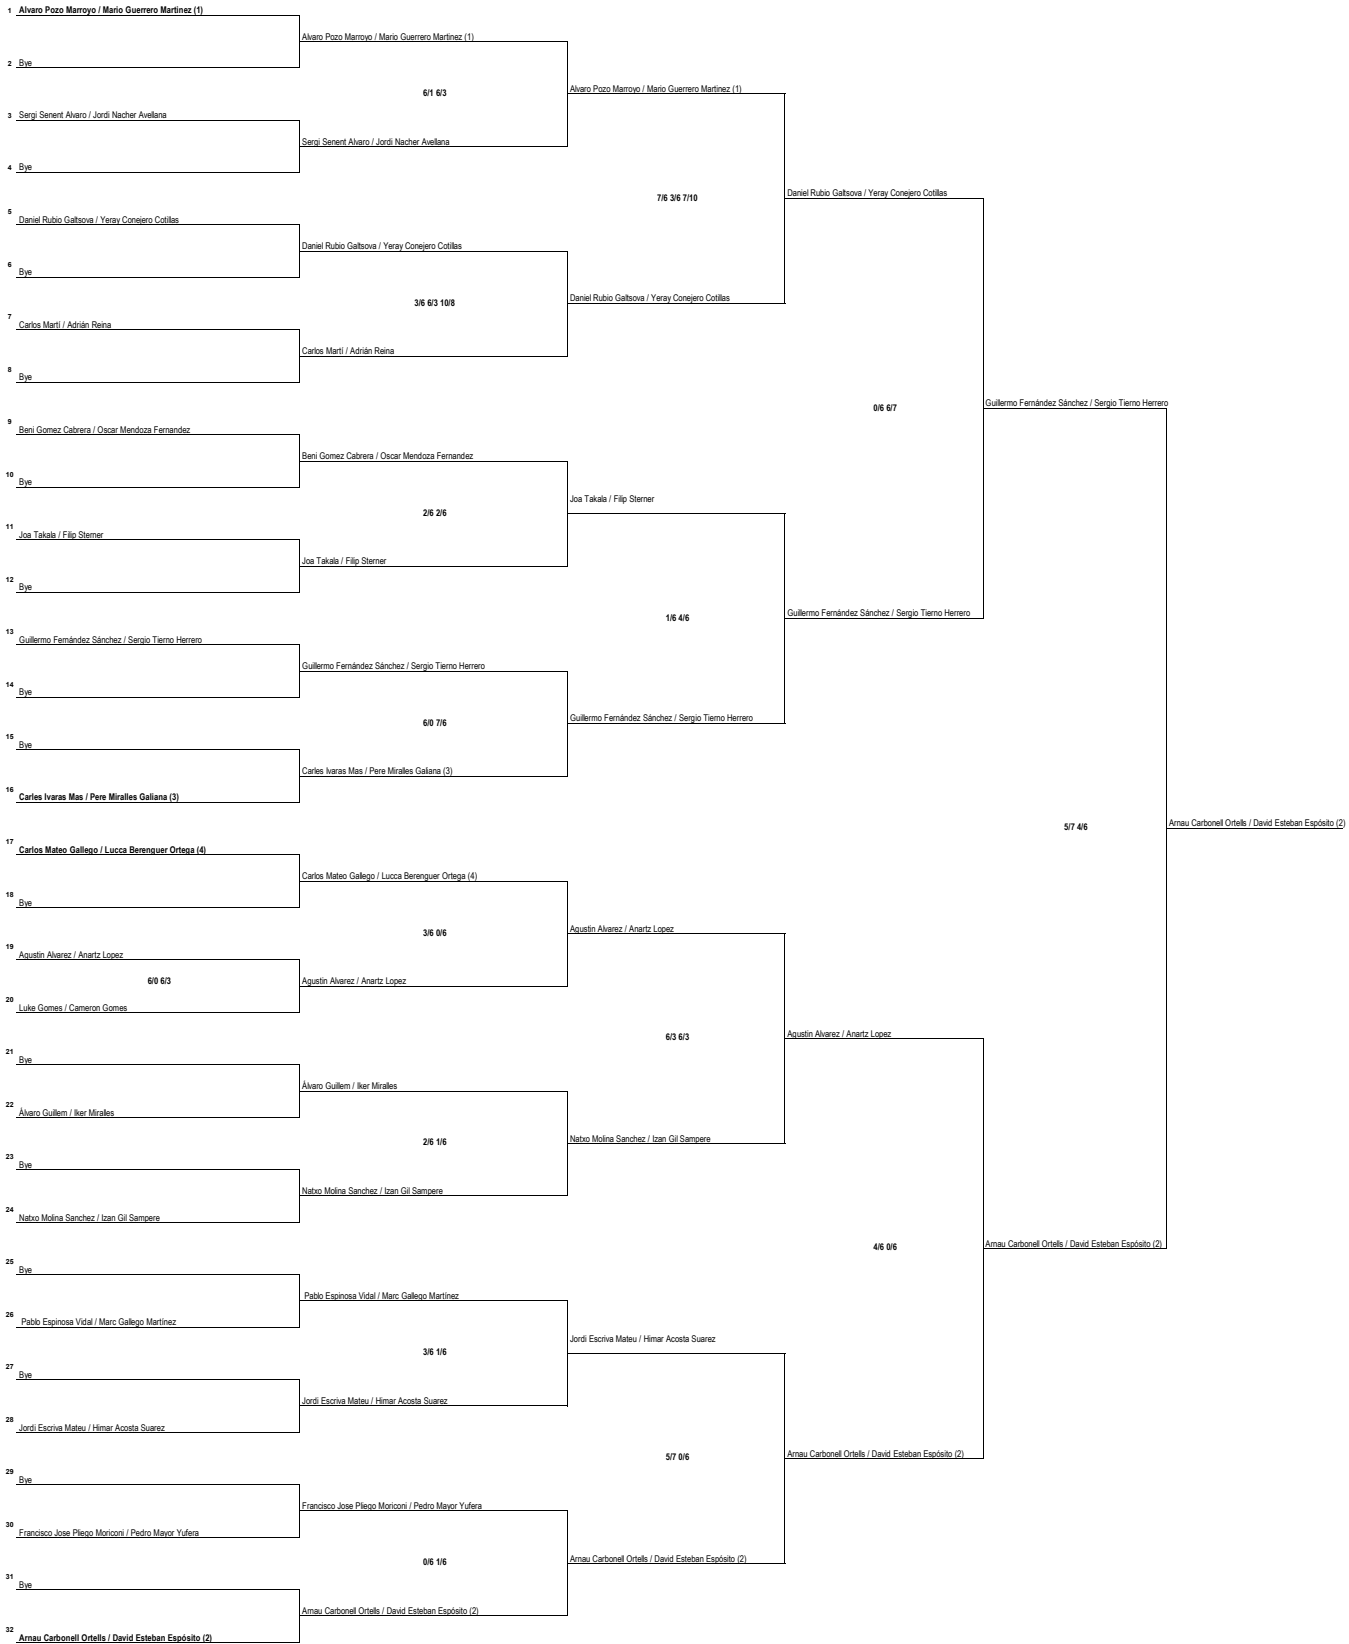 1 Alvaro Pozo Marroyo / Mario Guerrero Martinez (1)
Alvaro Pozo Marroyo / Mario Guerrero Martinez (1)
2 Bye
6/1 6/3
Alvaro Pozo Marroyo / Mario Guerrero Martinez (1)
3 Sergi Senent Alvaro / Jordi Nacher Avellana
Sergi Senent Alvaro / Jordi Nacher Avellana
4 Bye
7/6 3/6 7/10
Daniel Rubio Galtsova / Yeray Conejero Cotillas
5 Daniel Rubio Galtsova / Yeray Conejero Cotillas
Daniel Rubio Galtsova / Yeray Conejero Cotillas
6 Bye
3/6 6/3 10/8
Daniel Rubio Galtsova / Yeray Conejero Cotillas
7 Carlos Martí / Adrián Reina
Carlos Martí / Adrián Reina
8 Bye
0/6 6/7
Guillermo Fernández Sánchez / Sergio Tierno Herrero
9 Beni Gomez Cabrera / Oscar Mendoza Fernandez
Beni Gomez Cabrera / Oscar Mendoza Fernandez
10 Bye
2/6 2/6
Joa Takala / Filip Sterner
11 Joa Takala / Filip Sterner
Joa Takala / Filip Sterner
12 Bye
1/6 4/6
Guillermo Fernández Sánchez / Sergio Tierno Herrero
13 Guillermo Fernández Sánchez / Sergio Tierno Herrero
Guillermo Fernández Sánchez / Sergio Tierno Herrero
14 Bye
6/0 7/6
Guillermo Fernández Sánchez / Sergio Tierno Herrero
15 Bye
Carles Ivaras Mas / Pere Miralles Galiana (3)
16 Carles Ivaras Mas / Pere Miralles Galiana (3)
5/7 4/6
Arnau Carbonell Ortells / David Esteban Espósito (2)
17 Carlos Mateo Gallego / Lucca Berenguer Ortega (4)
Carlos Mateo Gallego / Lucca Berenguer Ortega (4)
18 Bye
3/6 0/6
Agustin Alvarez / Anartz Lopez
19 Agustin Alvarez / Anartz Lopez
6/0 6/3
Agustin Alvarez / Anartz Lopez
20 Luke Gomes / Cameron Gomes
6/3 6/3
Agustin Alvarez / Anartz Lopez
21 Bye
Álvaro Guillem / Iker Miralles
22 Álvaro Guillem / Iker Miralles
2/6 1/6
Natxo Molina Sanchez / Izan Gil Sampere
23 Bye
Natxo Molina Sanchez / Izan Gil Sampere
24 Natxo Molina Sanchez / Izan Gil Sampere
4/6 0/6
Arnau Carbonell Ortells / David Esteban Espósito (2)
25 Bye
Pablo Espinosa Vidal / Marc Gallego Martínez
26 Pablo Espinosa Vidal / Marc Gallego Martínez
3/6 1/6
Jordi Escriva Mateu / Himar Acosta Suarez
27 Bye
Jordi Escriva Mateu / Himar Acosta Suarez
28 Jordi Escriva Mateu / Himar Acosta Suarez
5/7 0/6
Arnau Carbonell Ortells / David Esteban Espósito (2)
29 Bye
Francisco Jose Pliego Moriconi / Pedro Mayor Yufera
30 Francisco Jose Pliego Moriconi / Pedro Mayor Yufera
0/6 1/6
Arnau Carbonell Ortells / David Esteban Espósito (2)
31 Bye
Arnau Carbonell Ortells / David Esteban Espósito (2)
32 Arnau Carbonell Ortells / David Esteban Espósito (2)